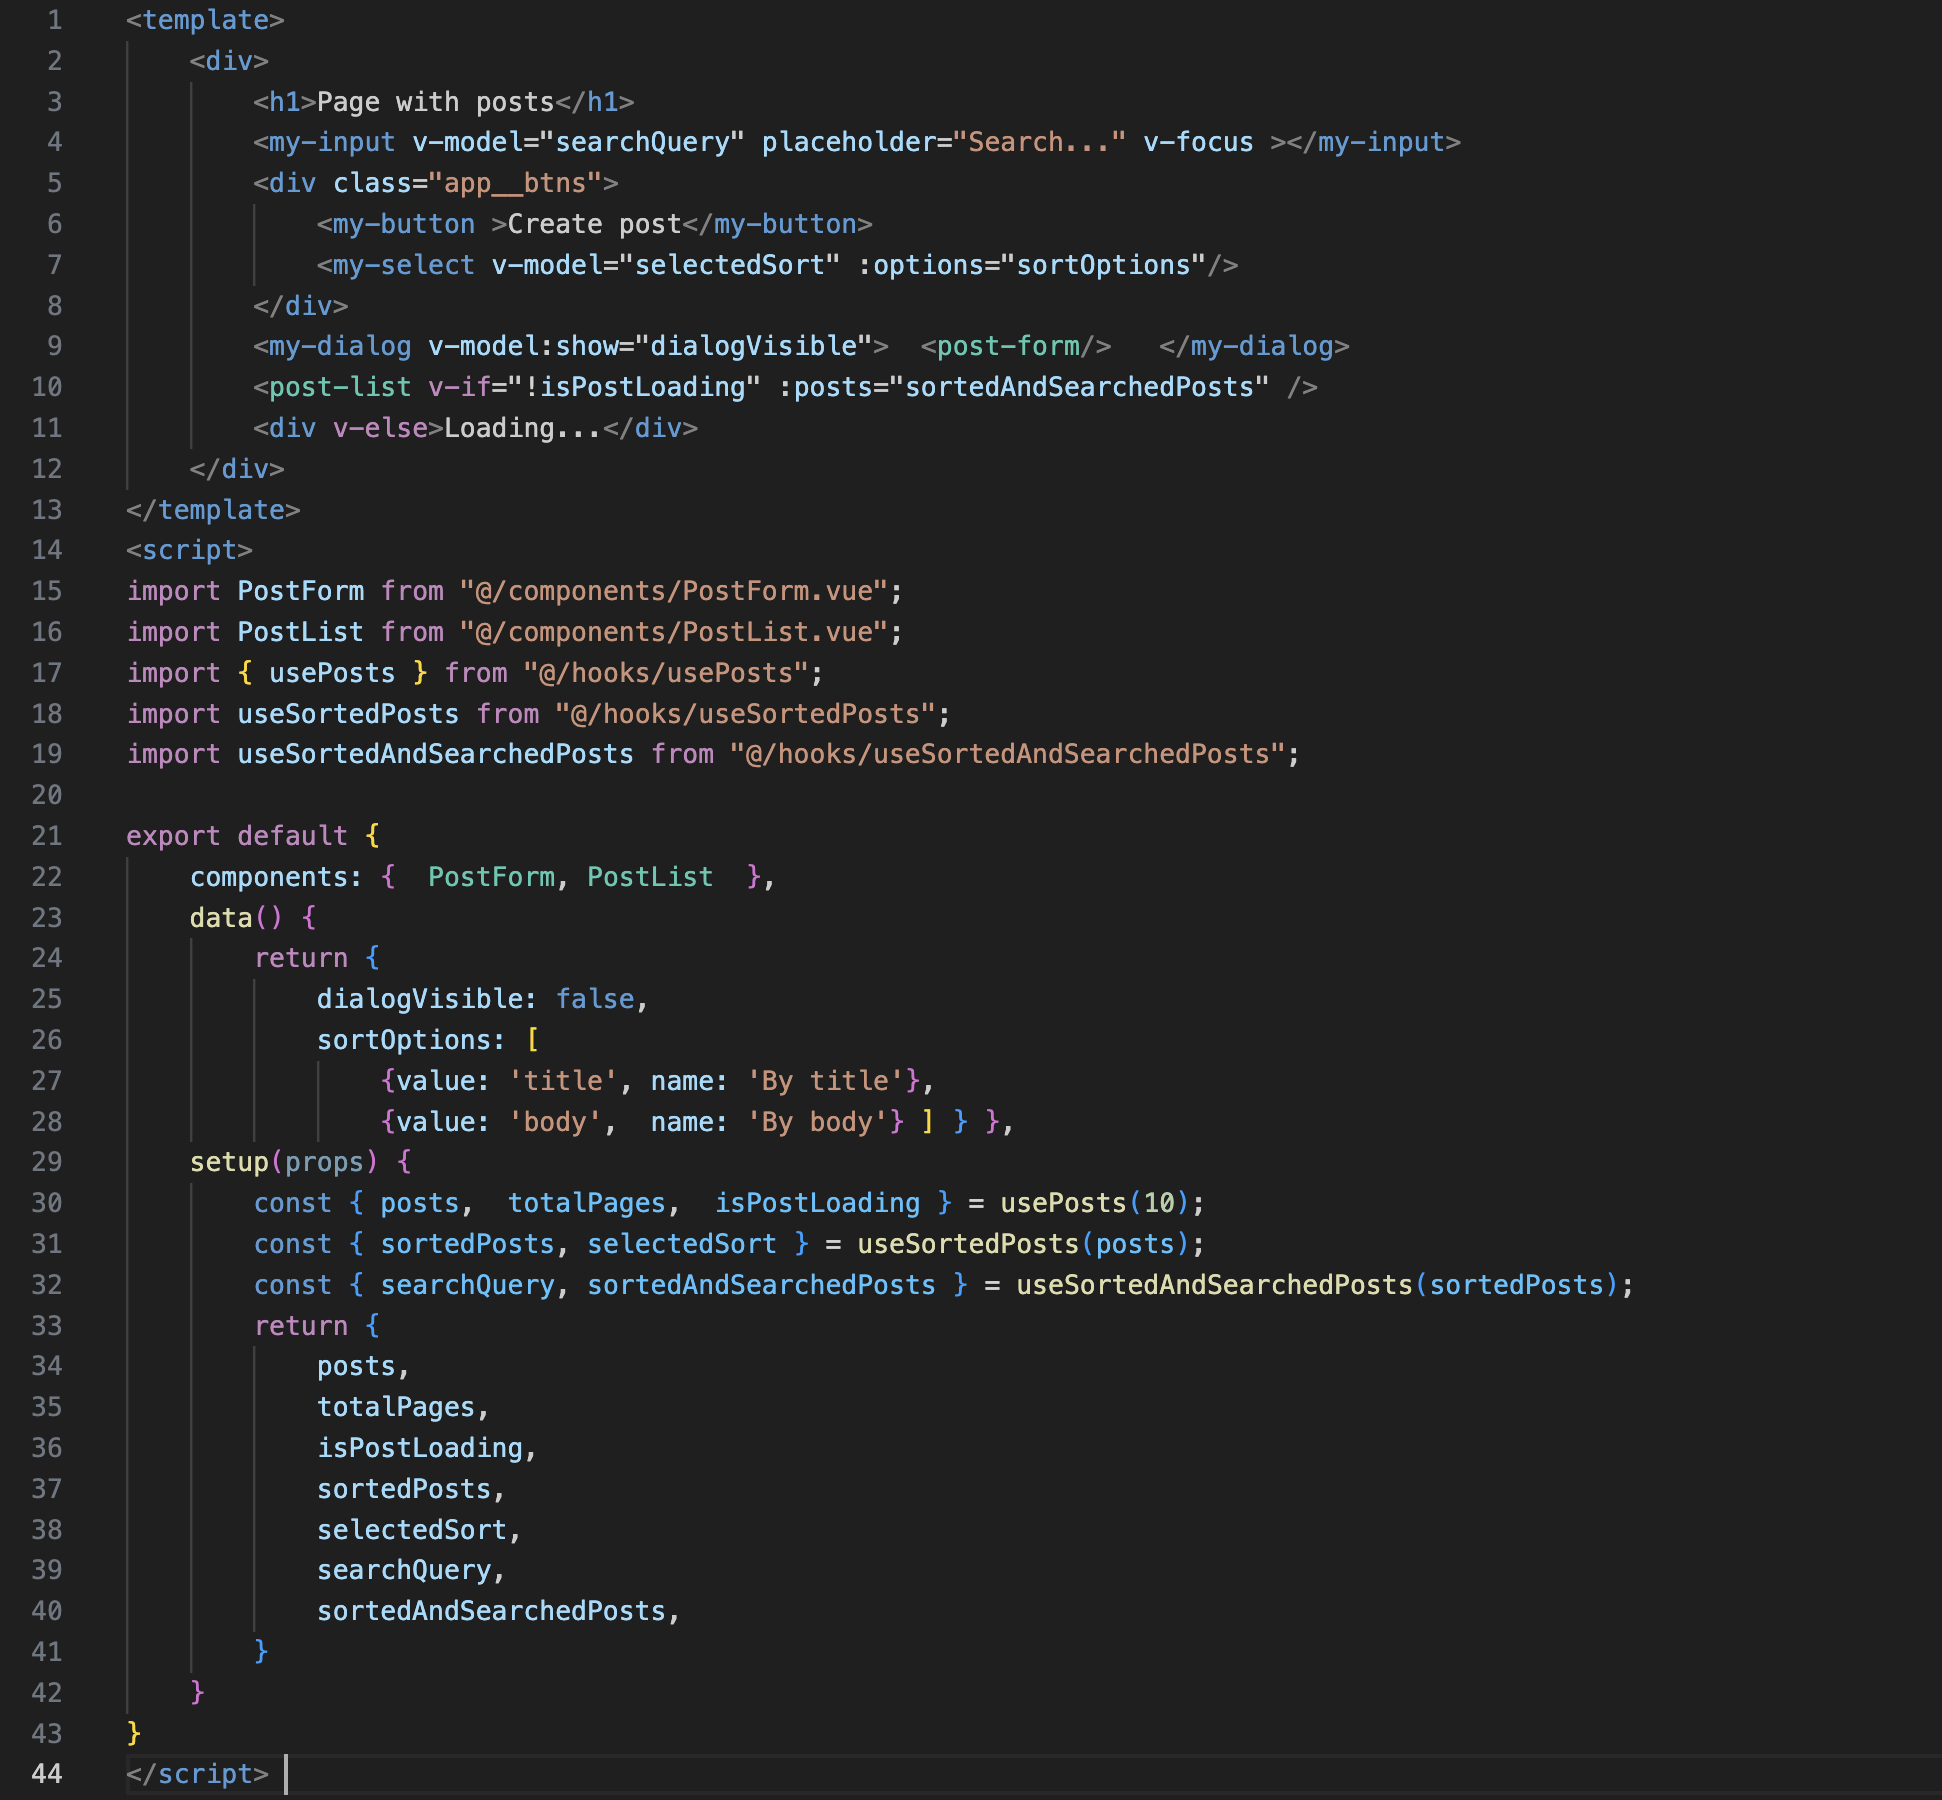 1 <template>
2 <div>
3 <h1>Page with posts</h1>
4 <my-input v-model="searchQuery" placeholder="Search..." v-focus ></my-input>
5 <div class="app__btns">
6 <my-button >Create post</my-button>
7 <my-select v-model="selectedSort" :options="sortOptions"/>
8 </div>
9 <my-dialog v-model:show="dialogVisible">  <post-form/>   </my-dialog>
10 <post-list v-if="!isPostLoading" :posts="sortedAndSearchedPosts" />
11 <div v-else>Loading...</div>
12 </div>
13 </template>
14 <script>
15 import PostForm from "@/components/PostForm.vue";
16 import PostList from "@/components/PostList.vue";
17 import { usePosts } from "@/hooks/usePosts";
18 import useSortedPosts from "@/hooks/useSortedPosts";
19 import useSortedAndSearchedPosts from "@/hooks/useSortedAndSearchedPosts";
20
21 export default {
22 components: {  PostForm, PostList  },
23 data() {
24 return {
25 dialogVisible: false,
26 sortOptions: [
27 {value: 'title', name: 'By title'},
28 {value: 'body',  name: 'By body'} ] } },
29 setup(props) {
30 const { posts,  totalPages,  isPostLoading } = usePosts(10);
31 const { sortedPosts, selectedSort } = useSortedPosts(posts);
32 const { searchQuery, sortedAndSearchedPosts } = useSortedAndSearchedPosts(sortedPosts);
33 return {
34 posts,
35 totalPages,
36 isPostLoading,
37 sortedPosts,
38 selectedSort,
39 searchQuery,
40 sortedAndSearchedPosts,
41 }
42 }
43 }
44 </script>